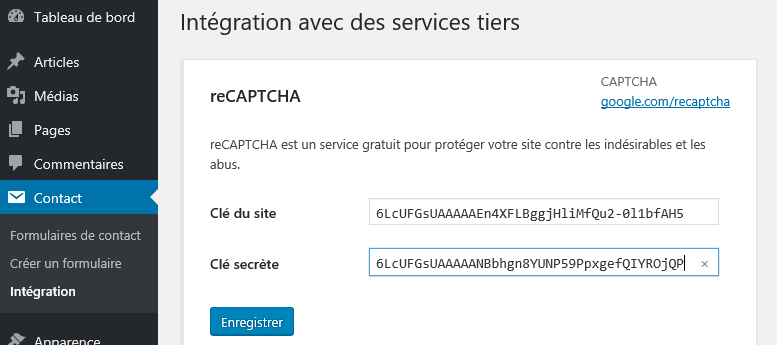 Tableau de bord
Articles
Médias
Pages
Commentaires
Contact
Formulaires de contact
Créer un formulaire
Intégration
Apparence
Intégration avec des services tiers
reCAPTCHA
CAPTCHA
google.com/recaptcha
reCAPTCHA est un service gratuit pour protéger votre site contre les indésirables et les
abus.
Clé du site
6LcUFGsUAAAAAEn4XFLBggjHliMfQu2-0l1bfAH5
Clé secrète
6LcUFGsUAAAAANBbhgn8YUNP59PpxgefQIYROjQP
Enregistrer